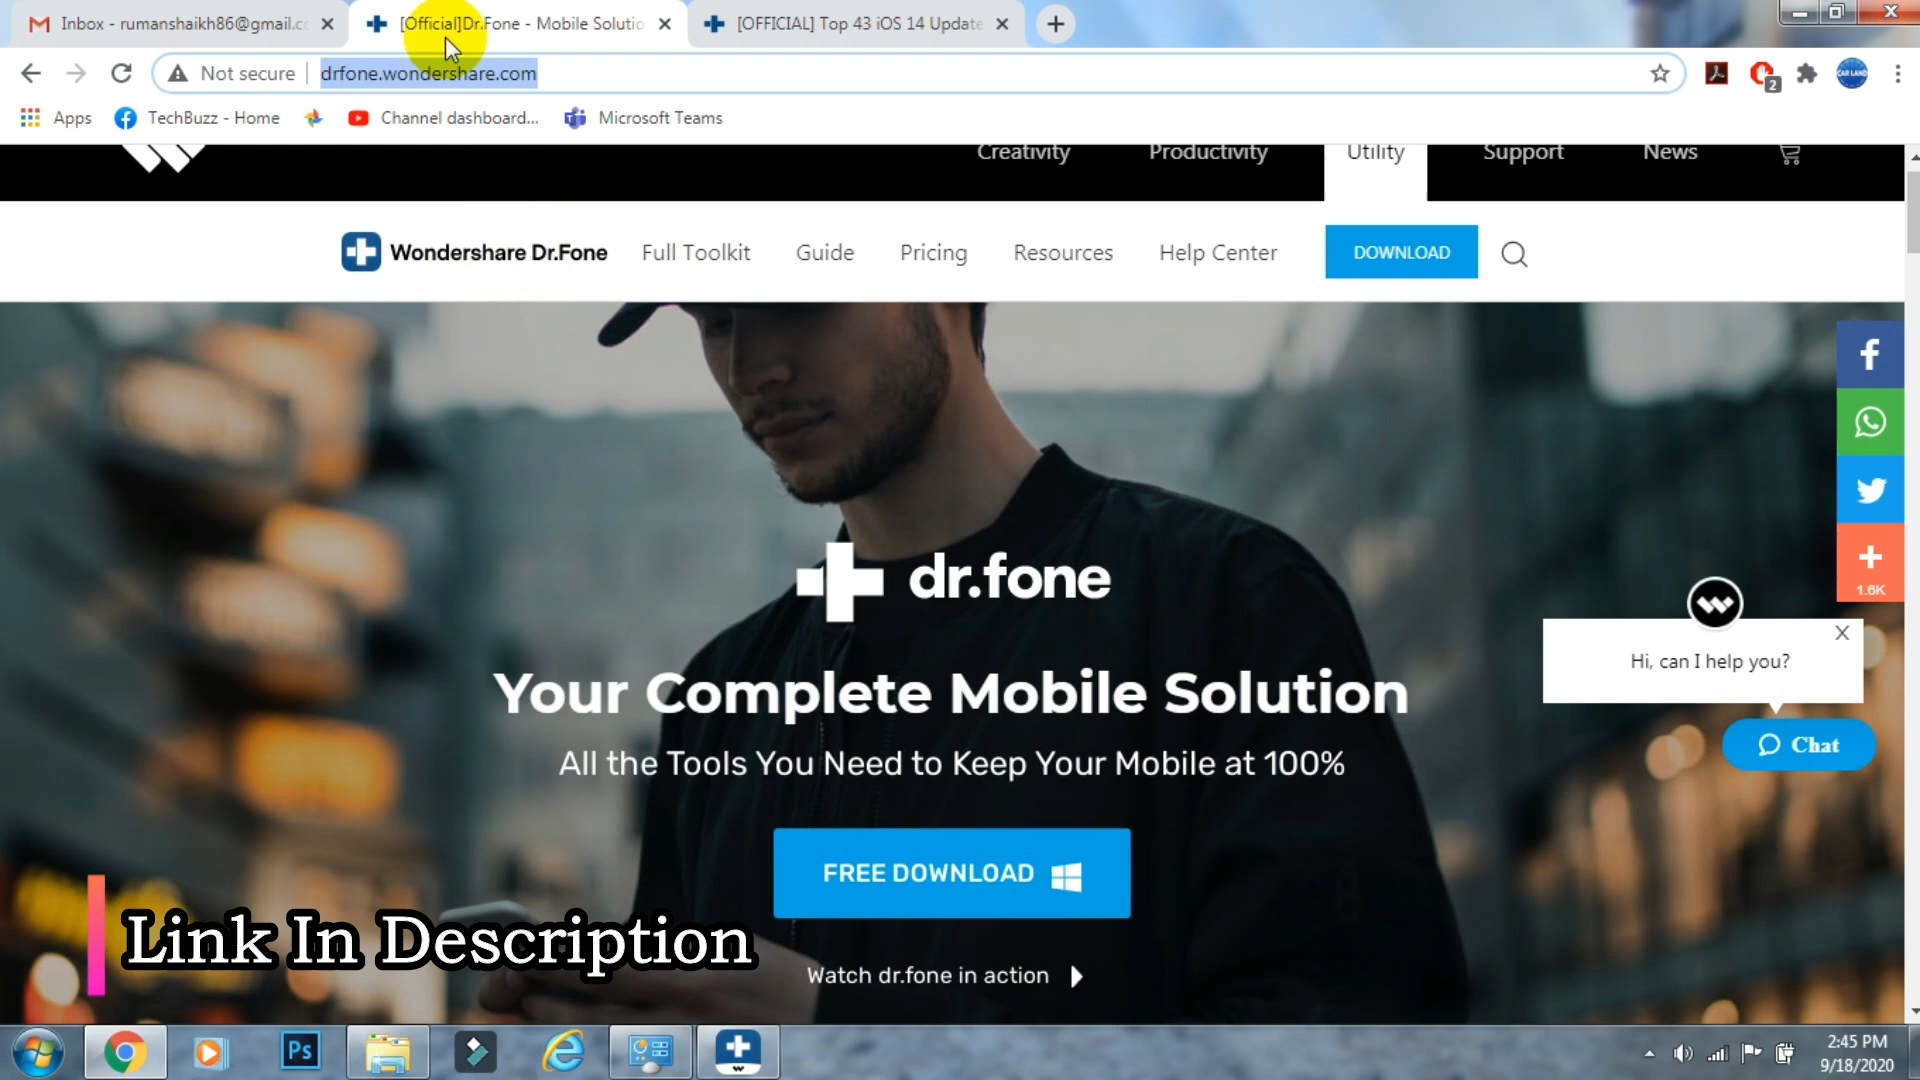 Inbox - rumanshaikh86@gmail.c
[Official]Dr.Fone - Mobile Solutio
[OFFICIAL] Top 43 iOS 14 Update
Not secure
drfone.wondershare.com
CAR LAND
2
Apps
TechBuzz - Home
Channel dashboard...
Microsoft Teams
Creativity
Productivity
Utility
Support
News
Wondershare Dr.Fone
Full Toolkit
Guide
Pricing
Resources
Help Center
DOWNLOAD
1.6K
dr.fone
Hi, can I help you?
X
Your Complete Mobile Solution
Chat
All the Tools You Need to Keep Your Mobile at 100%
FREE DOWNLOAD
Link In Description
Watch dr.fone in action
Ps
2:45 PM
9/18/2020